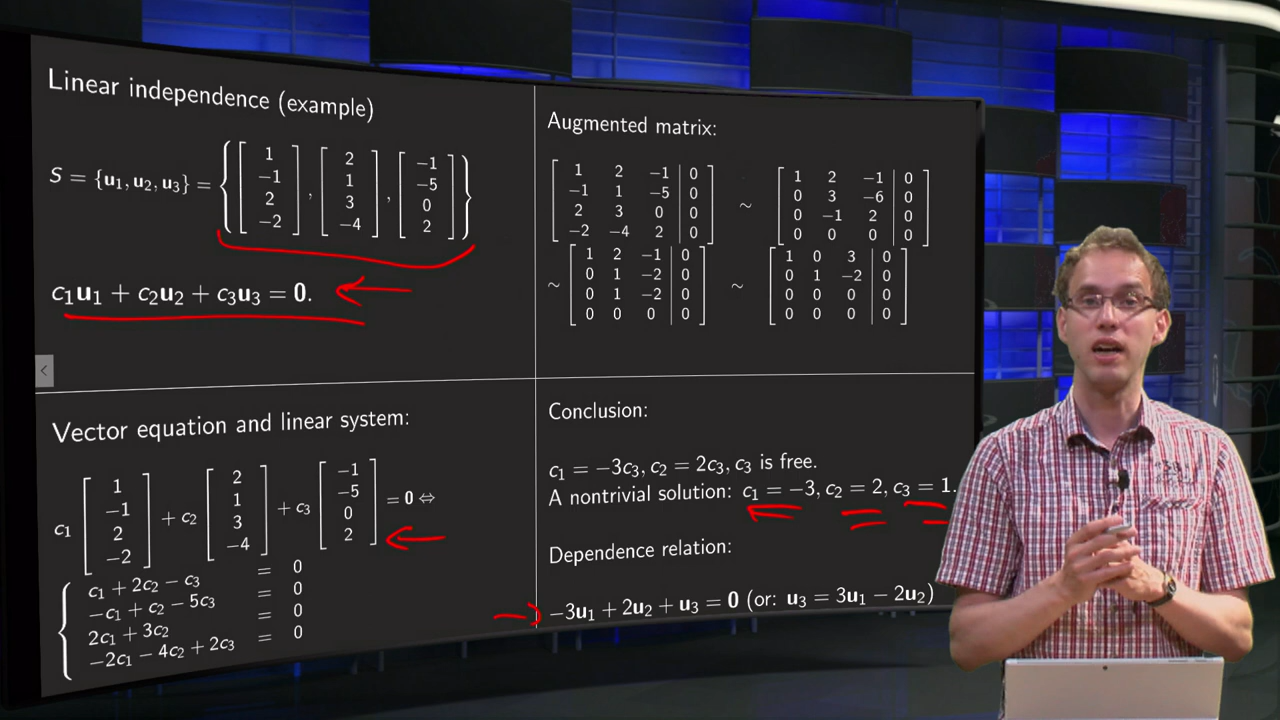 Linear independence (example)
S = {u₁, u₂, u₃} = { [1 −1 2 −2], [2 1 3 −4], [−1 −5 0 2] }
c₁u₁ + c₂u₂ + c₃u₃ = 0.
Augmented matrix:
[1 2 −1 | 0] ~ [1 2 −1 | 0]
[−1 1 −5 | 0] [0 3 −6 | 0]
[2 3 0 | 0] [0 −1 2 | 0]
[−2 −4 2 | 0] [0 0 0 | 0]
~ [1 2 −1 | 0] ~ [1 0 3 | 0]
[0 1 −2 | 0] [0 1 −2 | 0]
[0 1 −2 | 0] [0 0 0 | 0]
[0 0 0 | 0] [0 0 0 | 0]
Vector equation and linear system:
c₁ [1 −1 2 −2] + c₂ [2 1 3 −4] + c₃ [−1 −5 0 2] = 0 ⇔
c₁ + 2c₂ − c₃ = 0
−c₁ + c₂ − 5c₃ = 0
2c₁ + 3c₂ = 0
−2c₁ − 4c₂ + 2c₃ = 0
Conclusion:
c₁ = −3c₃, c₂ = 2c₃, c₃ is free.
A nontrivial solution: c₁ = −3, c₂ = 2, c₃ = 1.
Dependence relation:
−3u₁ + 2u₂ + u₃ = 0 (or: u₃ = 3u₁ − 2u₂)